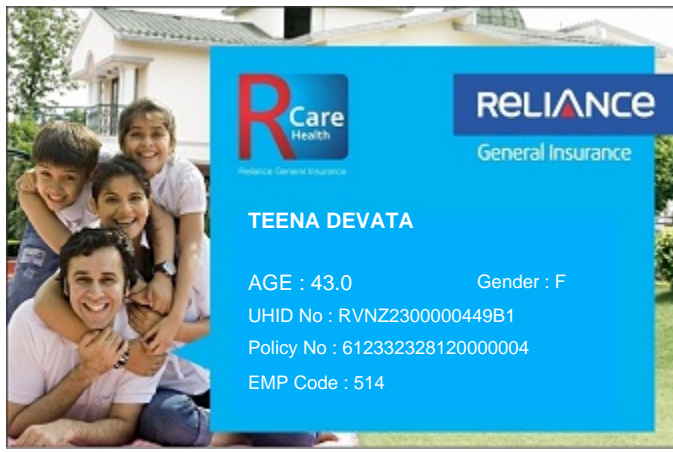 R Care
Health
Reliance General Insurance
RELIANCE
General Insurance
TEENA DEVATA
AGE : 43.0 Gender : F
UHID No : RVNZ2300000449B1
Policy No : 612332328120000004
EMP Code : 514